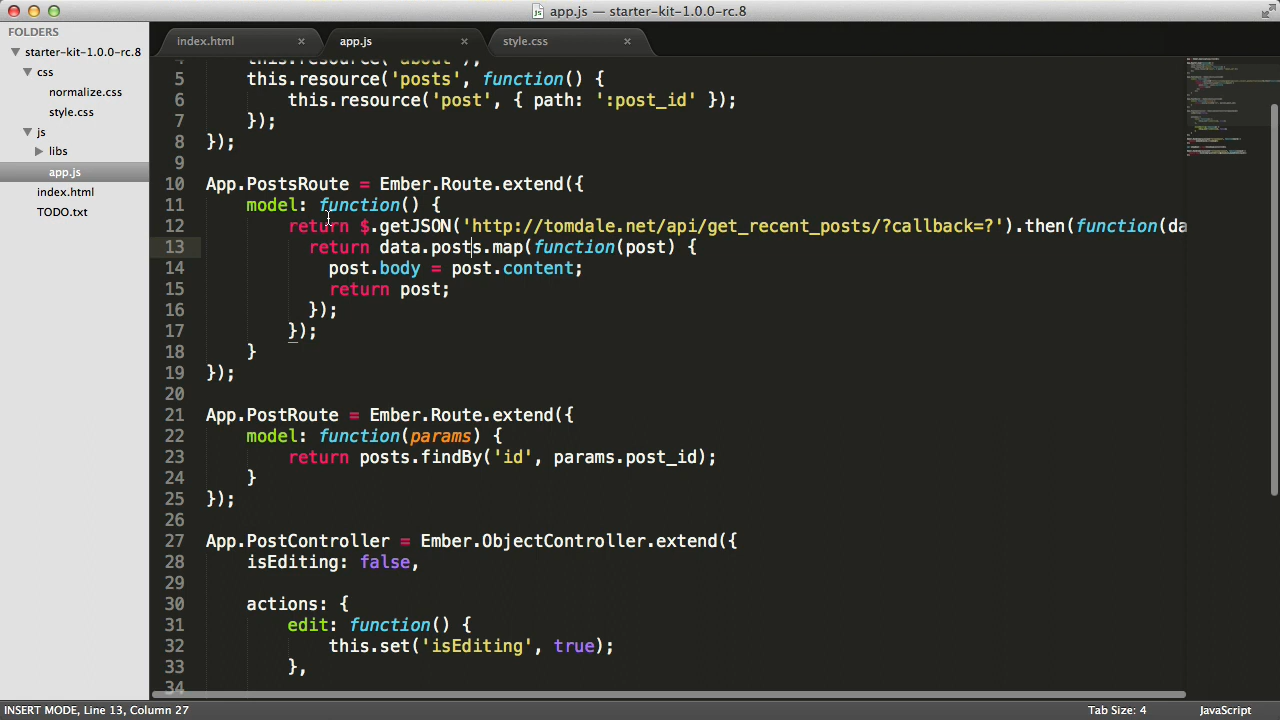 app.js — starter-kit-1.0.0-rc.8
FOLDERS
starter-kit-1.0.0-rc.8
css
normalize.css
style.css
js
libs
app.js
index.html
TODO.txt
index.html × app.js × style.css ×
4 this.resource('about');
5 this.resource('posts', function() {
6 this.resource('post', { path: ':post_id' });
7 });
8 });
9
10 App.PostsRoute = Ember.Route.extend({
11 model: function() {
12 return $.getJSON('http://tomdale.net/api/get_recent_posts/?callback=?').then(function(da
13 return data.posts.map(function(post) {
14 post.body = post.content;
15 return post;
16 });
17 });
18 }
19 });
20
21 App.PostRoute = Ember.Route.extend({
22 model: function(params) {
23 return posts.findBy('id', params.post_id);
24 }
25 });
26
27 App.PostController = Ember.ObjectController.extend({
28 isEditing: false,
29
30 actions: {
31 edit: function() {
32 this.set('isEditing', true);
33 },
34
INSERT MODE, Line 13, Column 27 Tab Size: 4 JavaScript